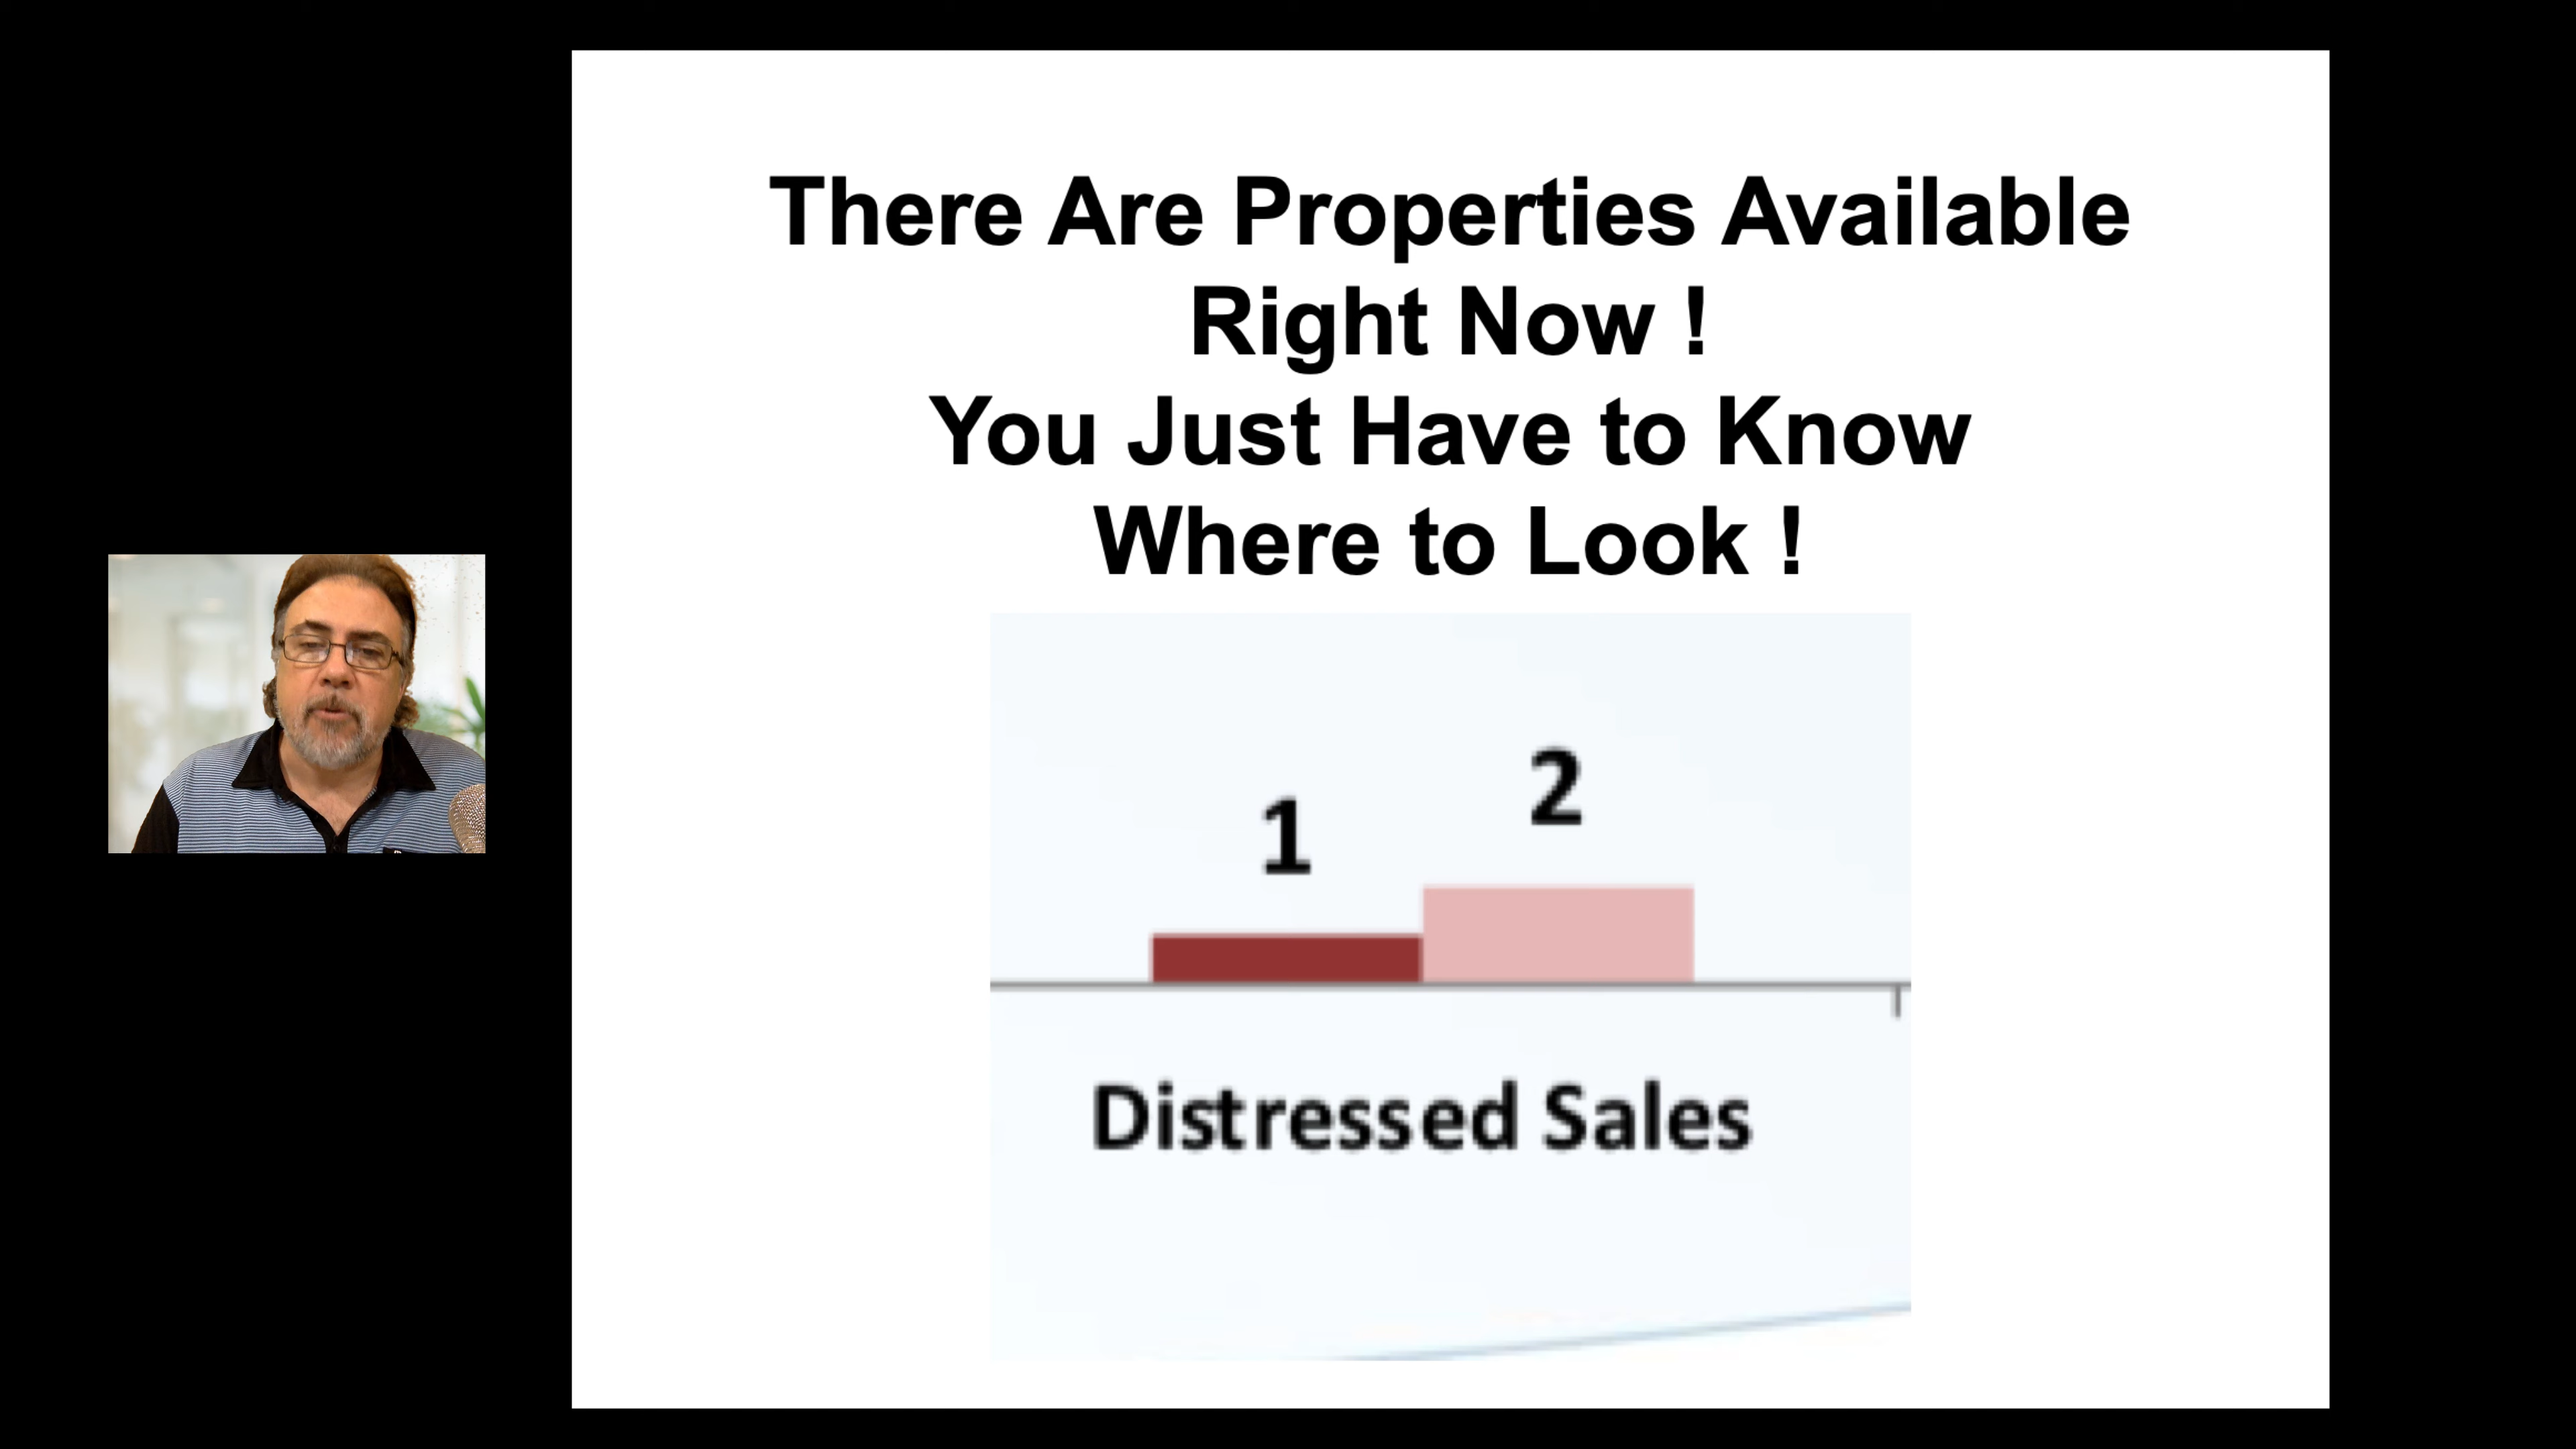 There Are Properties Available
Right Now !
You Just Have to Know
Where to Look !
1
2
Distressed Sales